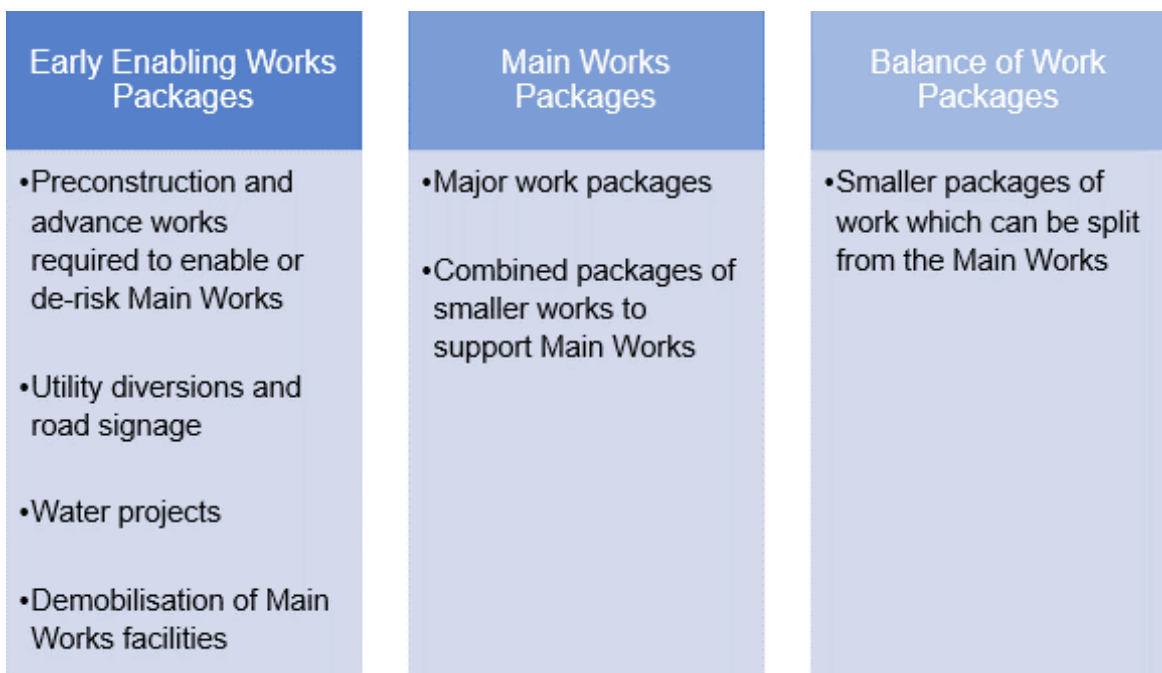 Early Enabling Works
Packages
•Preconstruction and
advance works
required to enable or
de-risk Main Works
•Utility diversions and
road signage
•Water projects
•Demobilisation of Main
Works facilities
Main Works
Packages
•Major work packages
•Combined packages of
smaller works to
support Main Works
Balance of Work
Packages
•Smaller packages of
work which can be split
from the Main Works